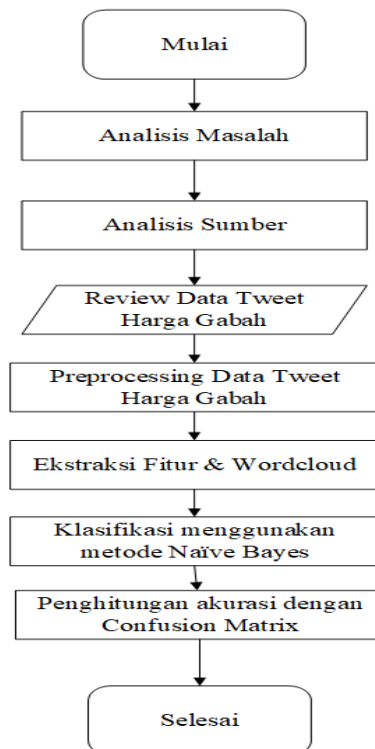 Mulai
Analisis Masalah
Analisis Sumber
Review Data Tweet
Harga Gabah
Preprocessing Data Tweet
Harga Gabah
Ekstraksi Fitur & Wordcloud
Klasifikasi menggunakan
metode Naïve Bayes
Penghitungan akurasi dengan
Confusion Matrix
Selesai